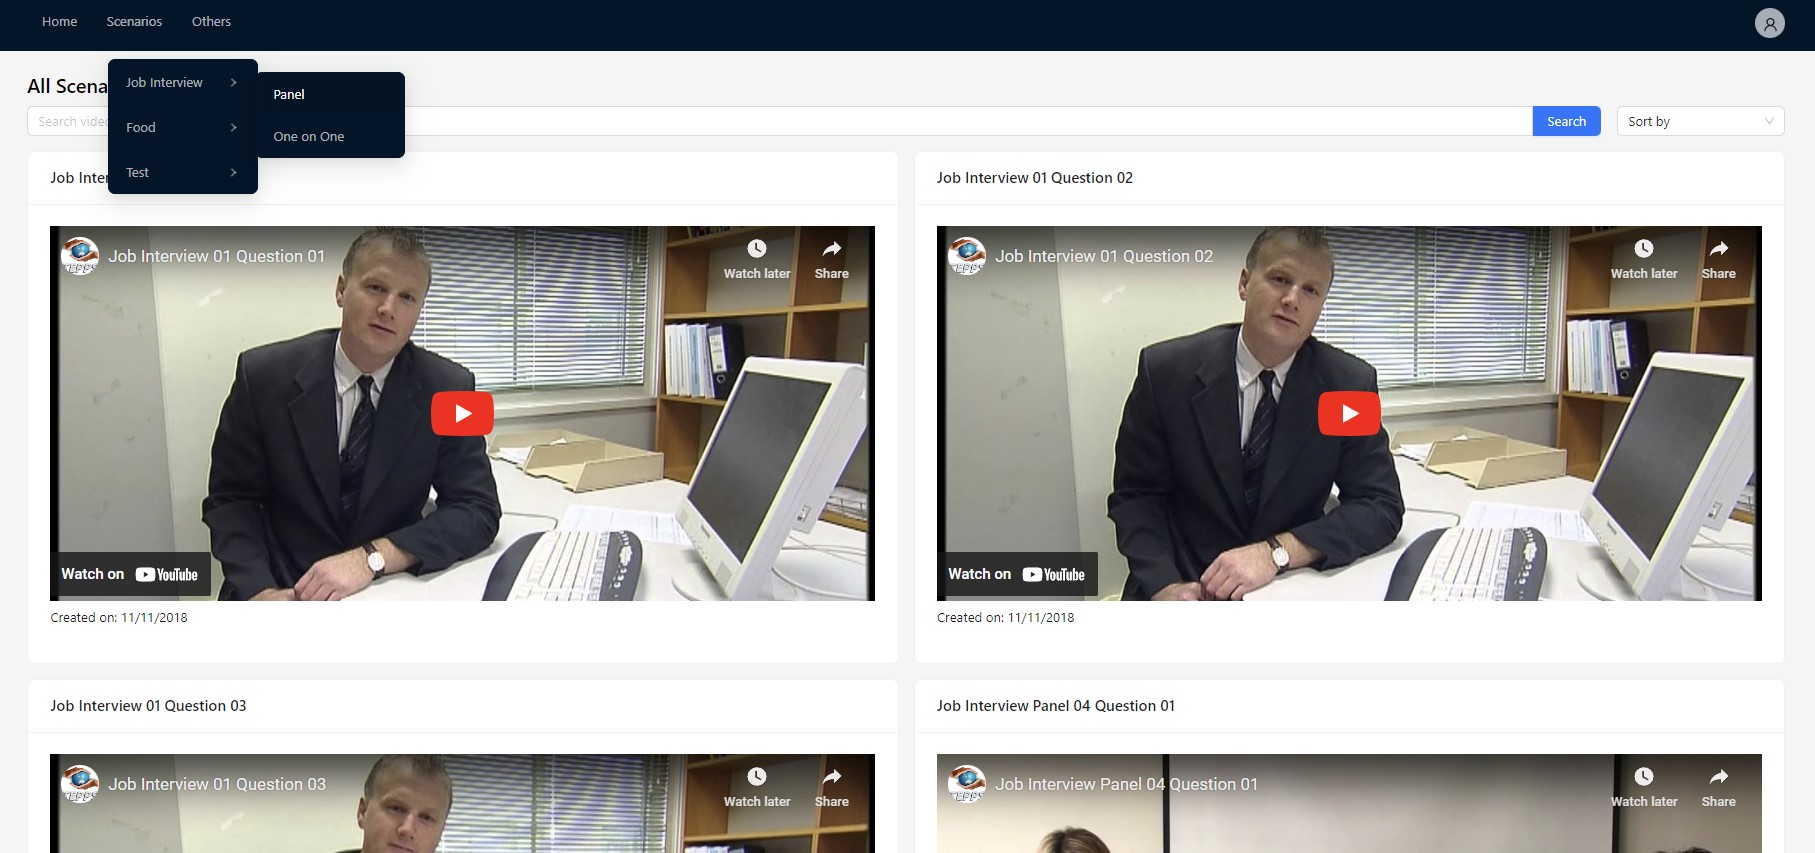 Home Scenarios Others
All Scena
Job Interview
Food
Test
Panel
One on One
Search vide
Search
Sort by
Job Inter
Job Interview 01 Question 01
Watch later Share
Watch on YouTube
Created on: 11/11/2018
Job Interview 01 Question 02
Job Interview 01 Question 02
Watch later Share
Watch on YouTube
Created on: 11/11/2018
Job Interview 01 Question 03
Job Interview 01 Question 03
Watch later Share
Job Interview Panel 04 Question 01
Job Interview Panel 04 Question 01
Watch later Share